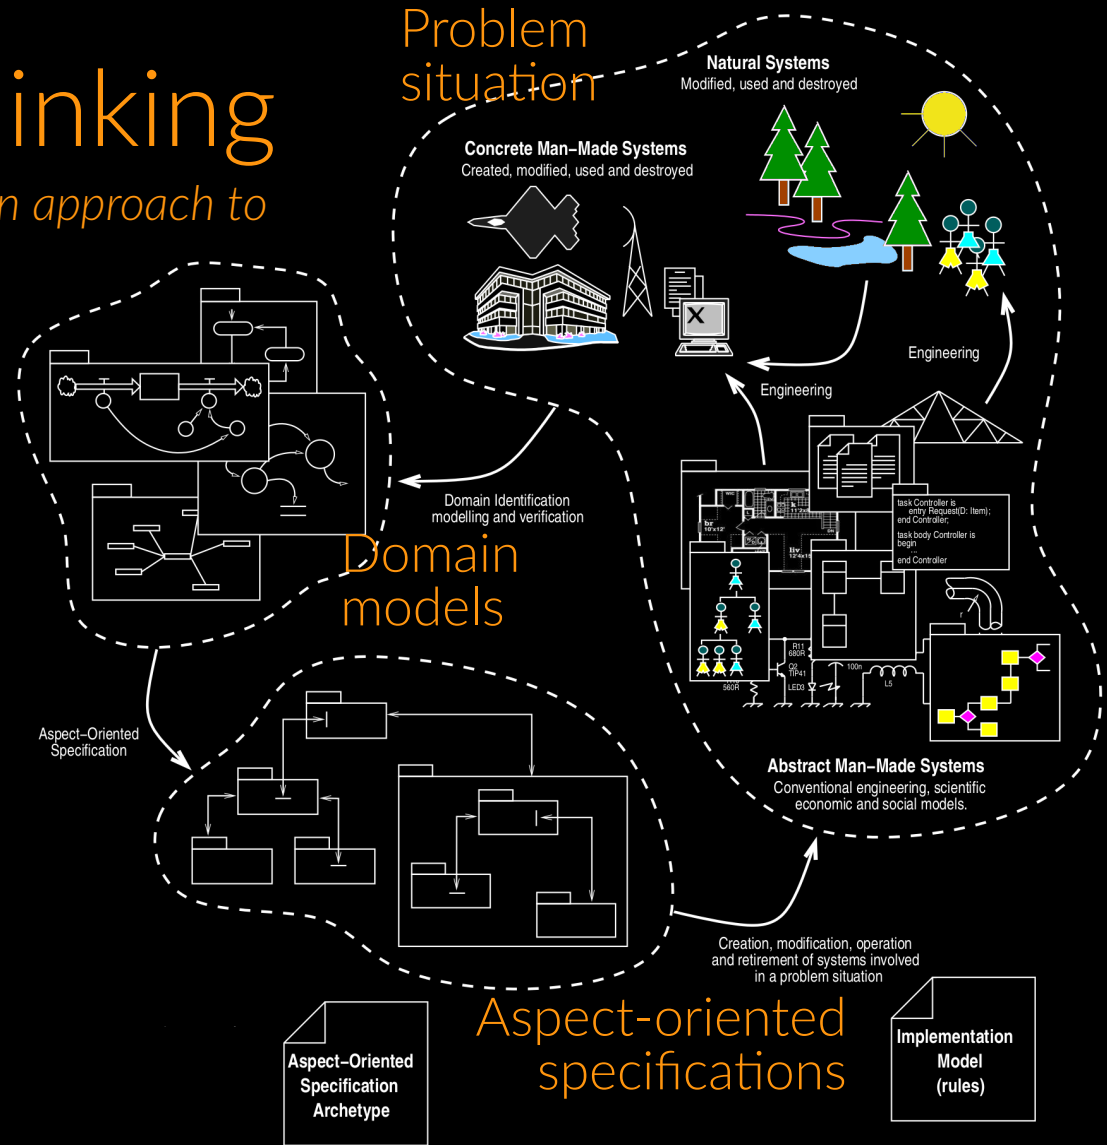 Problem
situation
inking
n approach to
Natural Systems
Modified, used and destroyed
Concrete Man–Made Systems
Created, modified, used and destroyed
X
Engineering
Engineering
Domain Identification
modelling and verification
Domain
models
br
10'x12'
liv
task Controller is
entry Request(D: Item);
end Controller;
task body Controller is
begin
...
end Controller
r
R11
680R
Q2
TIP41
560R
LED3
100n
L5
Aspect–Oriented
Specification
Abstract Man–Made Systems
Conventional engineering, scientific
economic and social models.
Creation, modification, operation
and retirement of systems involved
in a problem situation
Aspect-oriented
specifications
Aspect–Oriented
Specification
Archetype
Implementation
Model
(rules)